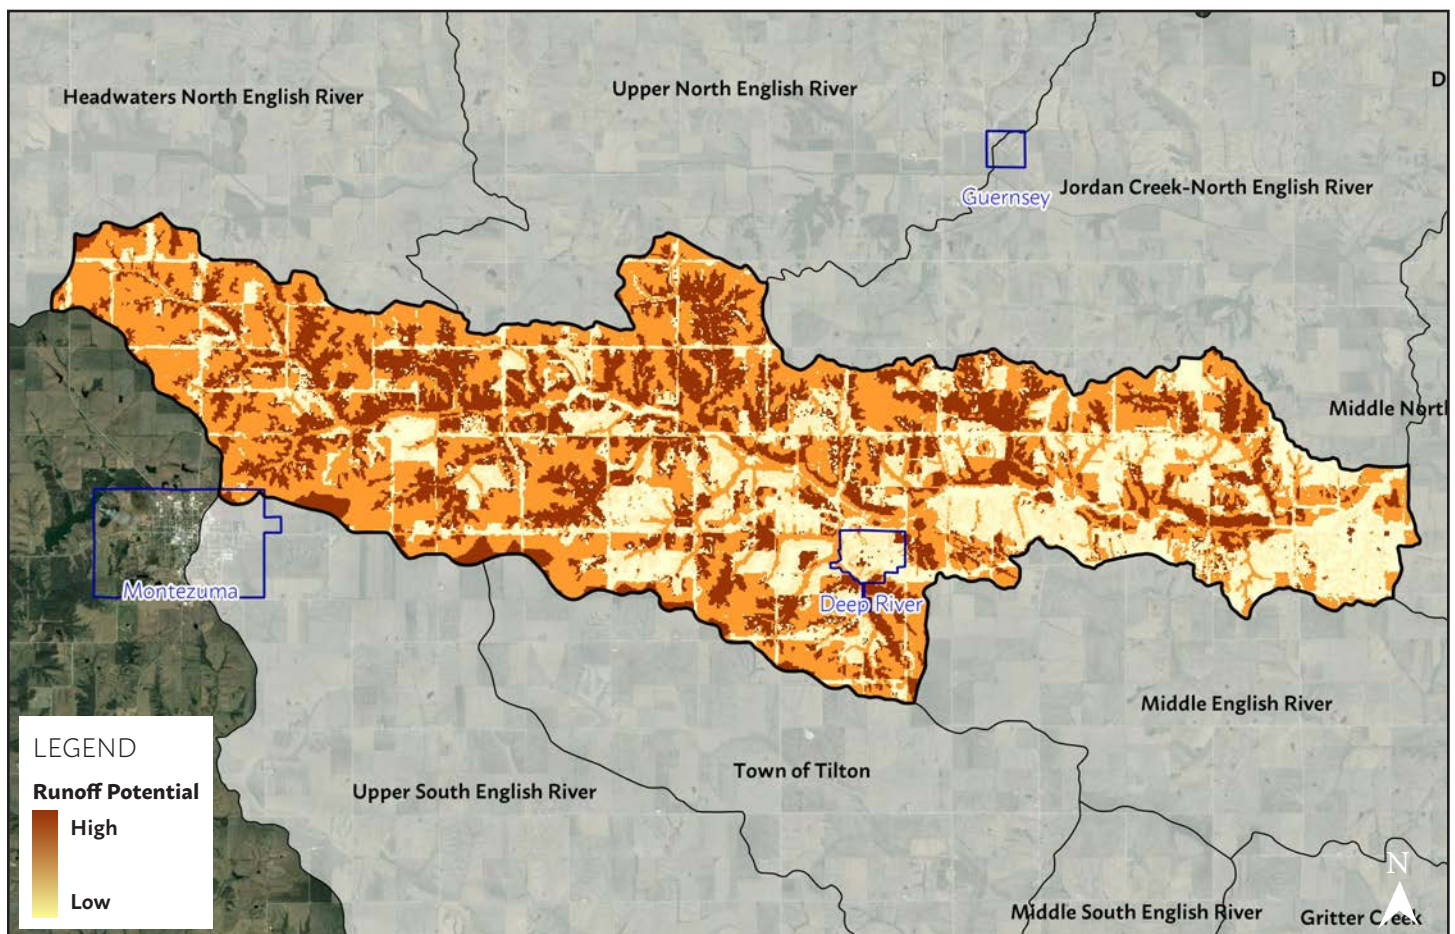 Headwaters North English River
Upper North English River
D
Guernsey
Jordan Creek-North English River
Middle North
Montezuma
Deep River
Middle English River
Town of Tilton
Upper South English River
LEGEND
Runoff Potential
High
Low
N
Middle South English River
Gritter Creek